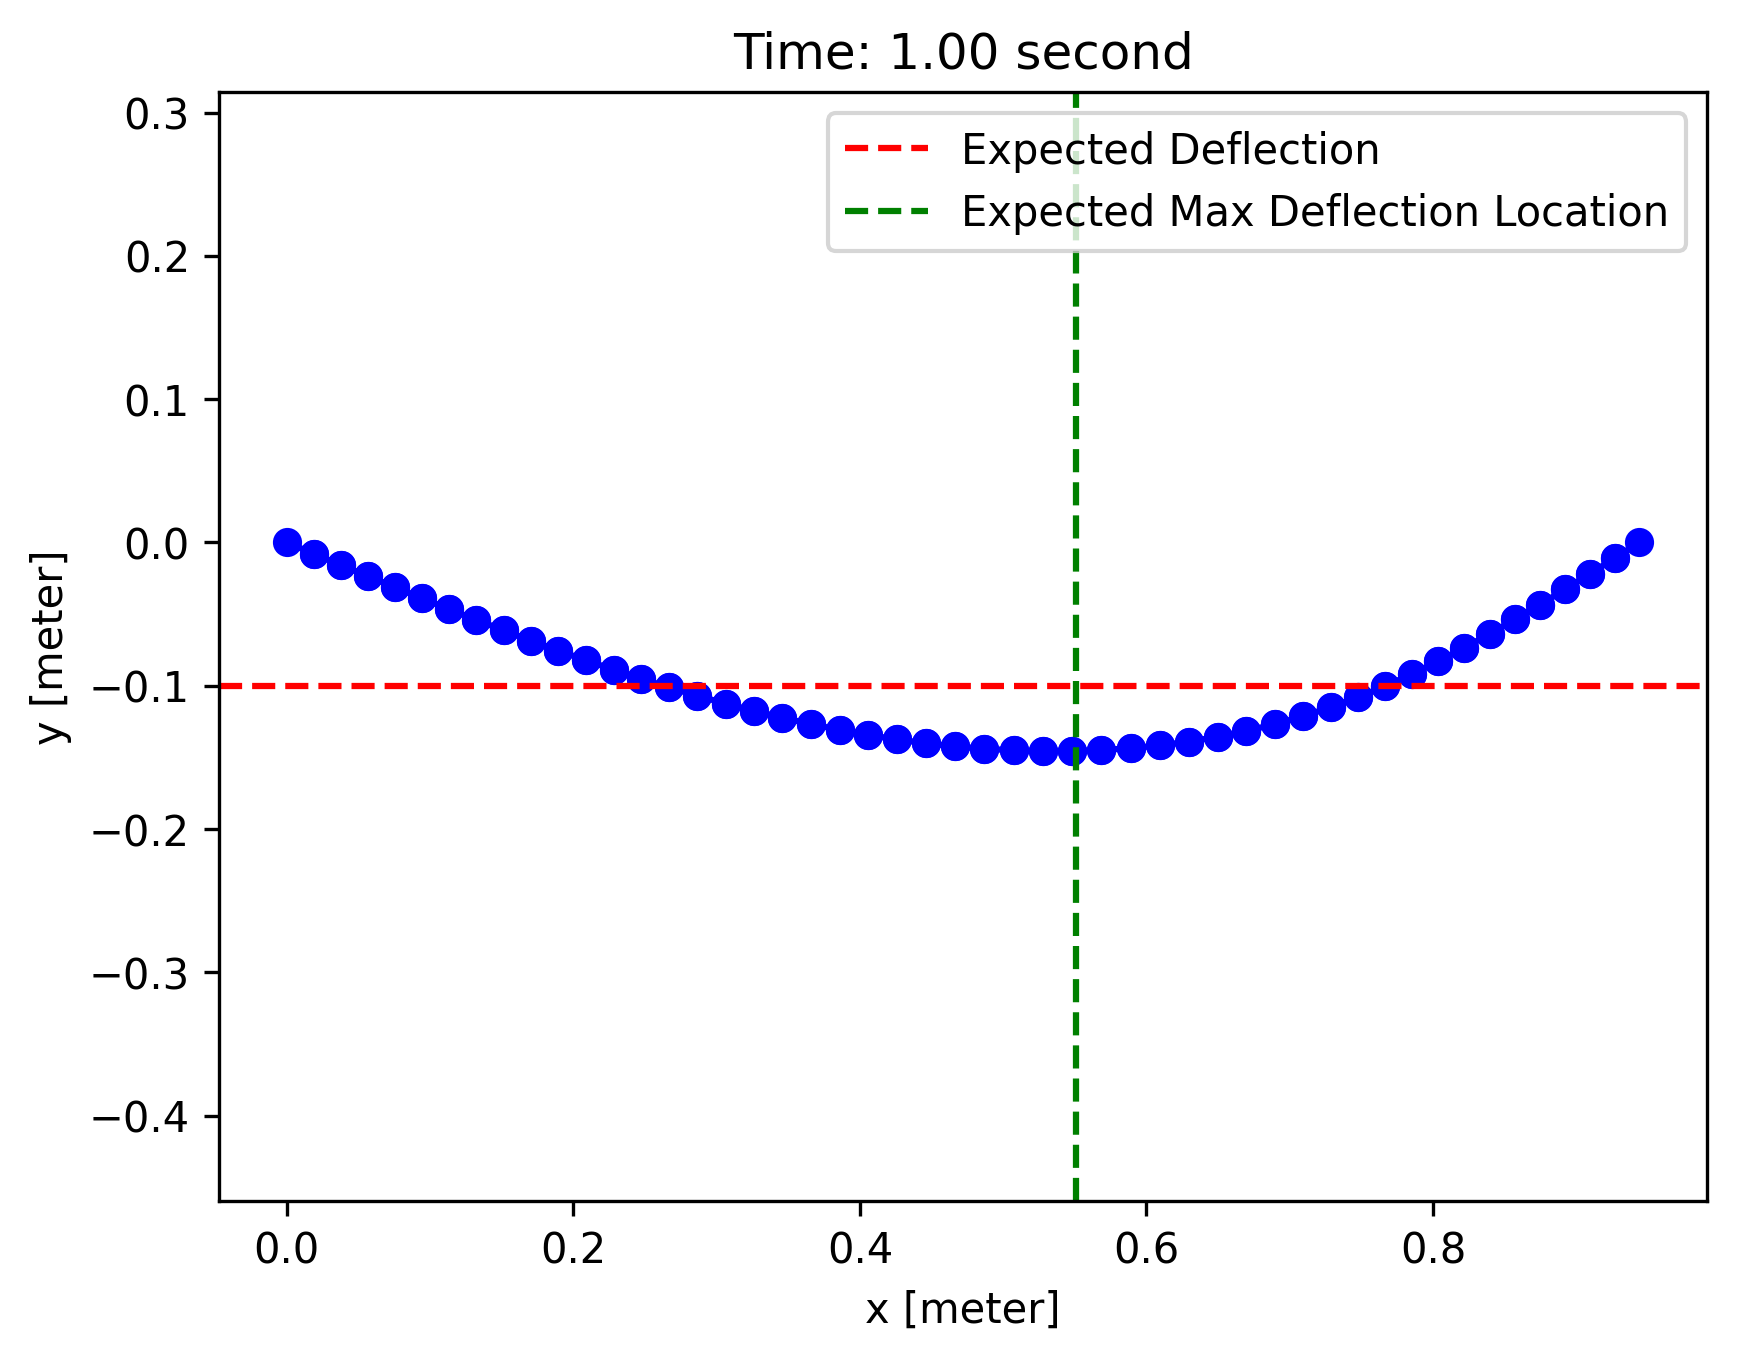 Time: 1.00 second
Expected Deflection
Expected Max Deflection Location
0.3
0.2
0.1
0.0
−0.1
−0.2
−0.3
−0.4
y [meter]
0.0 0.2 0.4 0.6 0.8
x [meter]